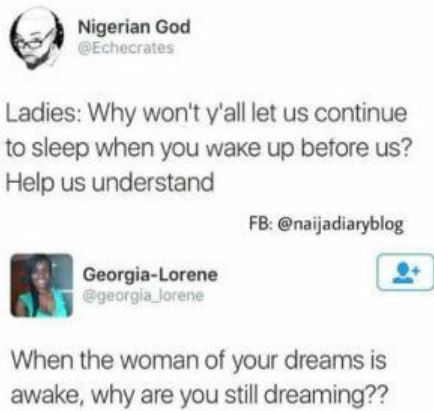 Nigerian God
@Echecrates
Ladies: Why won't y'all let us continue
to sleep when you wake up before us?
Help us understand
FB: @naijadiaryblog
Georgia-Lorene
@georgia_lorene
When the woman of your dreams is
awake, why are you still dreaming??